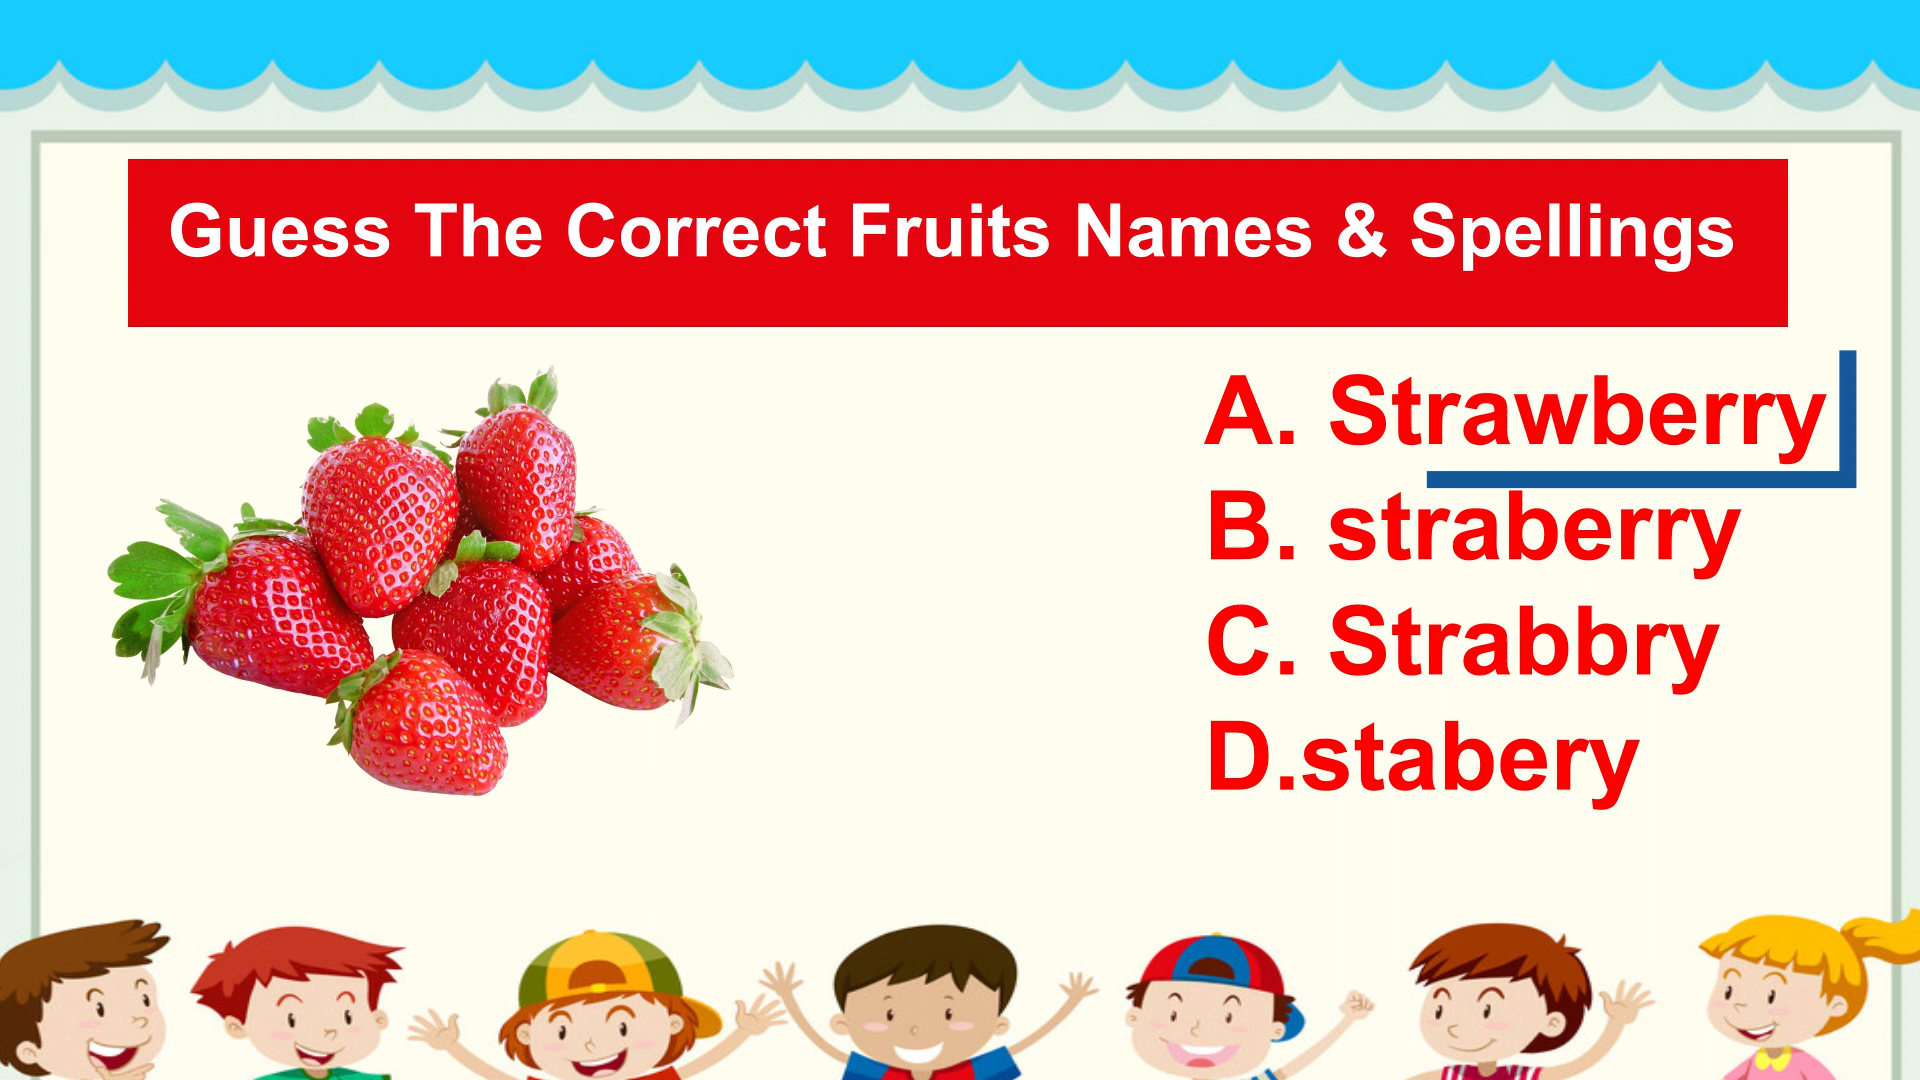 Guess The Correct Fruits Names & Spellings
A. Strawberry
B. straberry
C. Strabbry
D.stabery